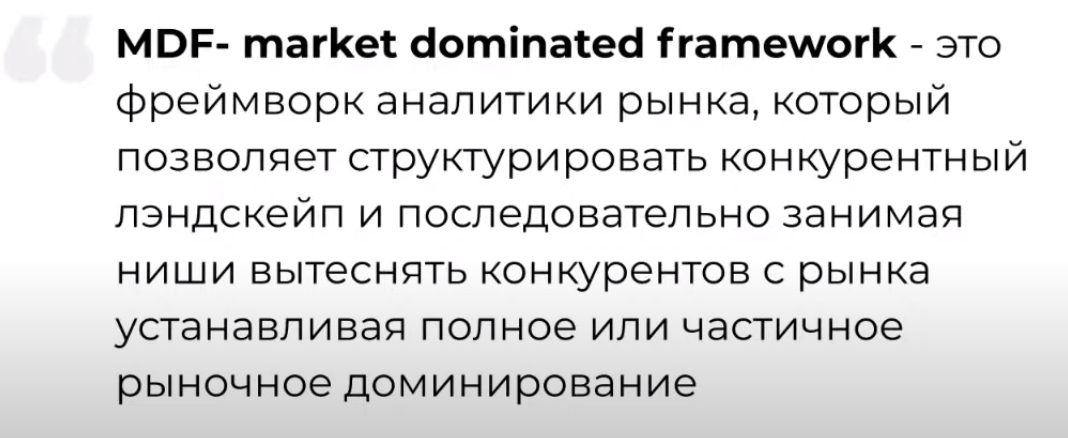 MDF- market dominated framework - это
фреймворк аналитики рынка, который
позволяет структурировать конкурентный
лэндскейп и последовательно занимая
ниши вытеснять конкурентов с рынка
устанавливая полное или частичное
рыночное доминирование